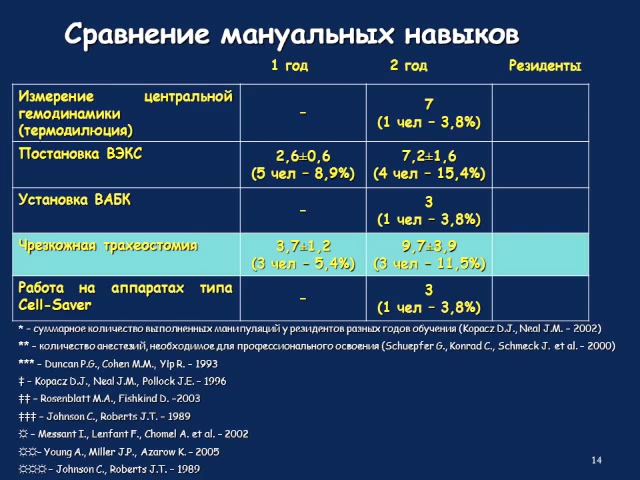 Сравнение мануальных навыков
1 год 2 год Резиденты
Измерение центральной
гемодинамики
(термодилюция)
–
7
(1 чел – 3,8%)
Постановка ВЭКС
2,6±0,6
(5 чел – 8,9%)
7,2±1,6
(4 чел – 15,4%)
Установка ВАБК
–
3
(1 чел – 3,8%)
Чрезкожная трахеостомия
3,7±1,2
(3 чел – 5,4%)
9,7±3,9
(3 чел – 11,5%)
Работа на аппаратах типа
Cell-Saver
–
3
(1 чел – 3,8%)
* – суммарное количество выполненных манипуляций у резидентов разных годов обучения (Kopacz D.J., Neal J.M. – 2002)
** – количество анестезий, необходимое для профессионального освоения (Schuepfer G., Konrad C., Schmeck J. et al. – 2000)
*** – Duncan P.G., Cohen M.M., Yip R. – 1993
‡ – Kopacz D.J., Neal J.M., Pollock J.E. – 1996
‡‡ – Rosenblatt M.A., Fishkind D. –2003
‡‡‡ – Johnson C., Roberts J.T. – 1989
☼ – Messant I., Lenfant F., Chomel A. et al. – 2002
☼☼– Young A., Miller J.P., Azarow K. – 2005
☼☼☼ – Johnson C., Roberts J.T. – 1989
14